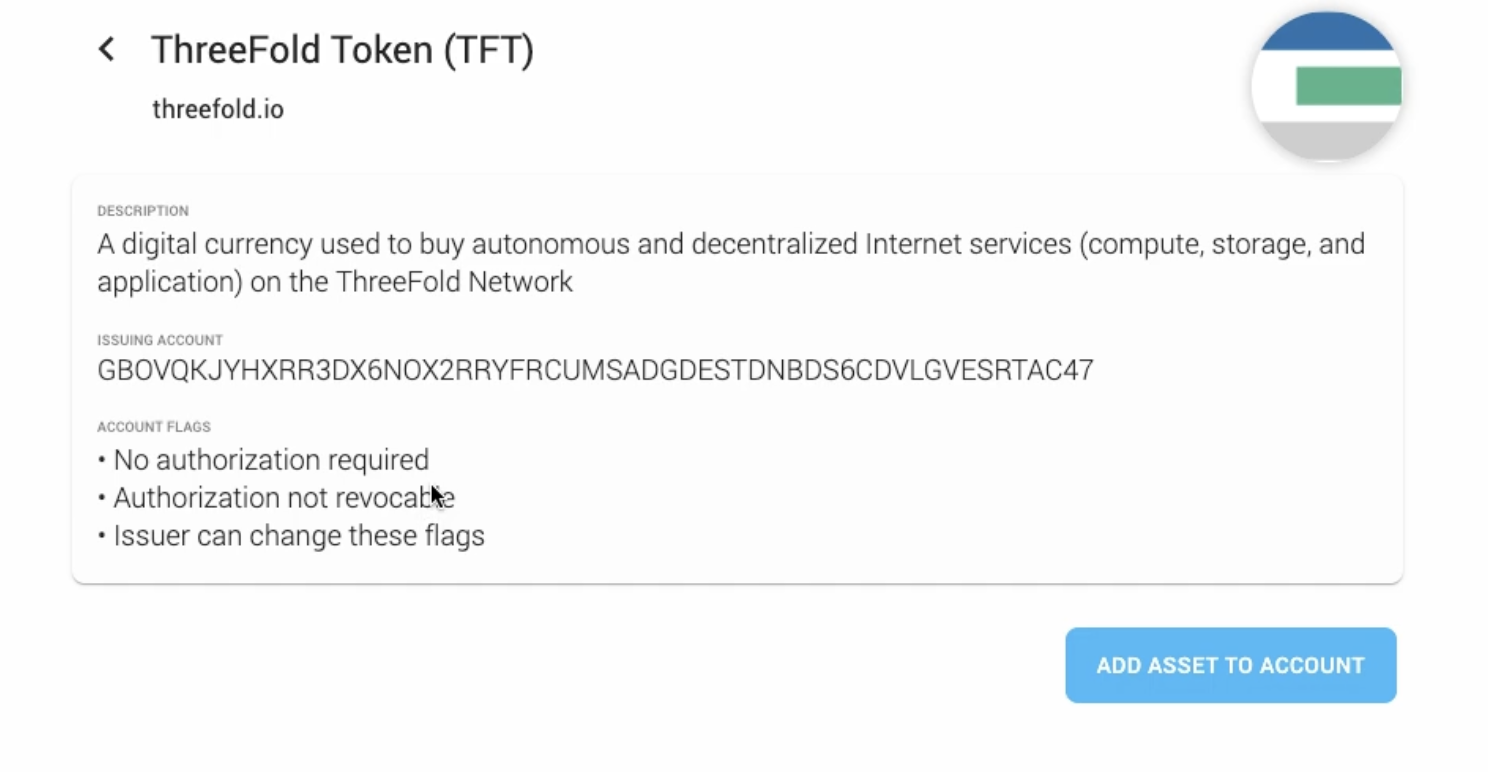 ThreeFold Token (TFT)
threefold.io
DESCRIPTION
A digital currency used to buy autonomous and decentralized Internet services (compute, storage, and
application) on the ThreeFold Network
ISSUING ACCOUNT
GBOVQKJYHXRR3DX6NOX2RRYFRCUMSADGDESTDNBDS6CDVLGVESRTAC47
ACCOUNT FLAGS
• No authorization required
• Authorization not revocable
• Issuer can change these flags
ADD ASSET TO ACCOUNT